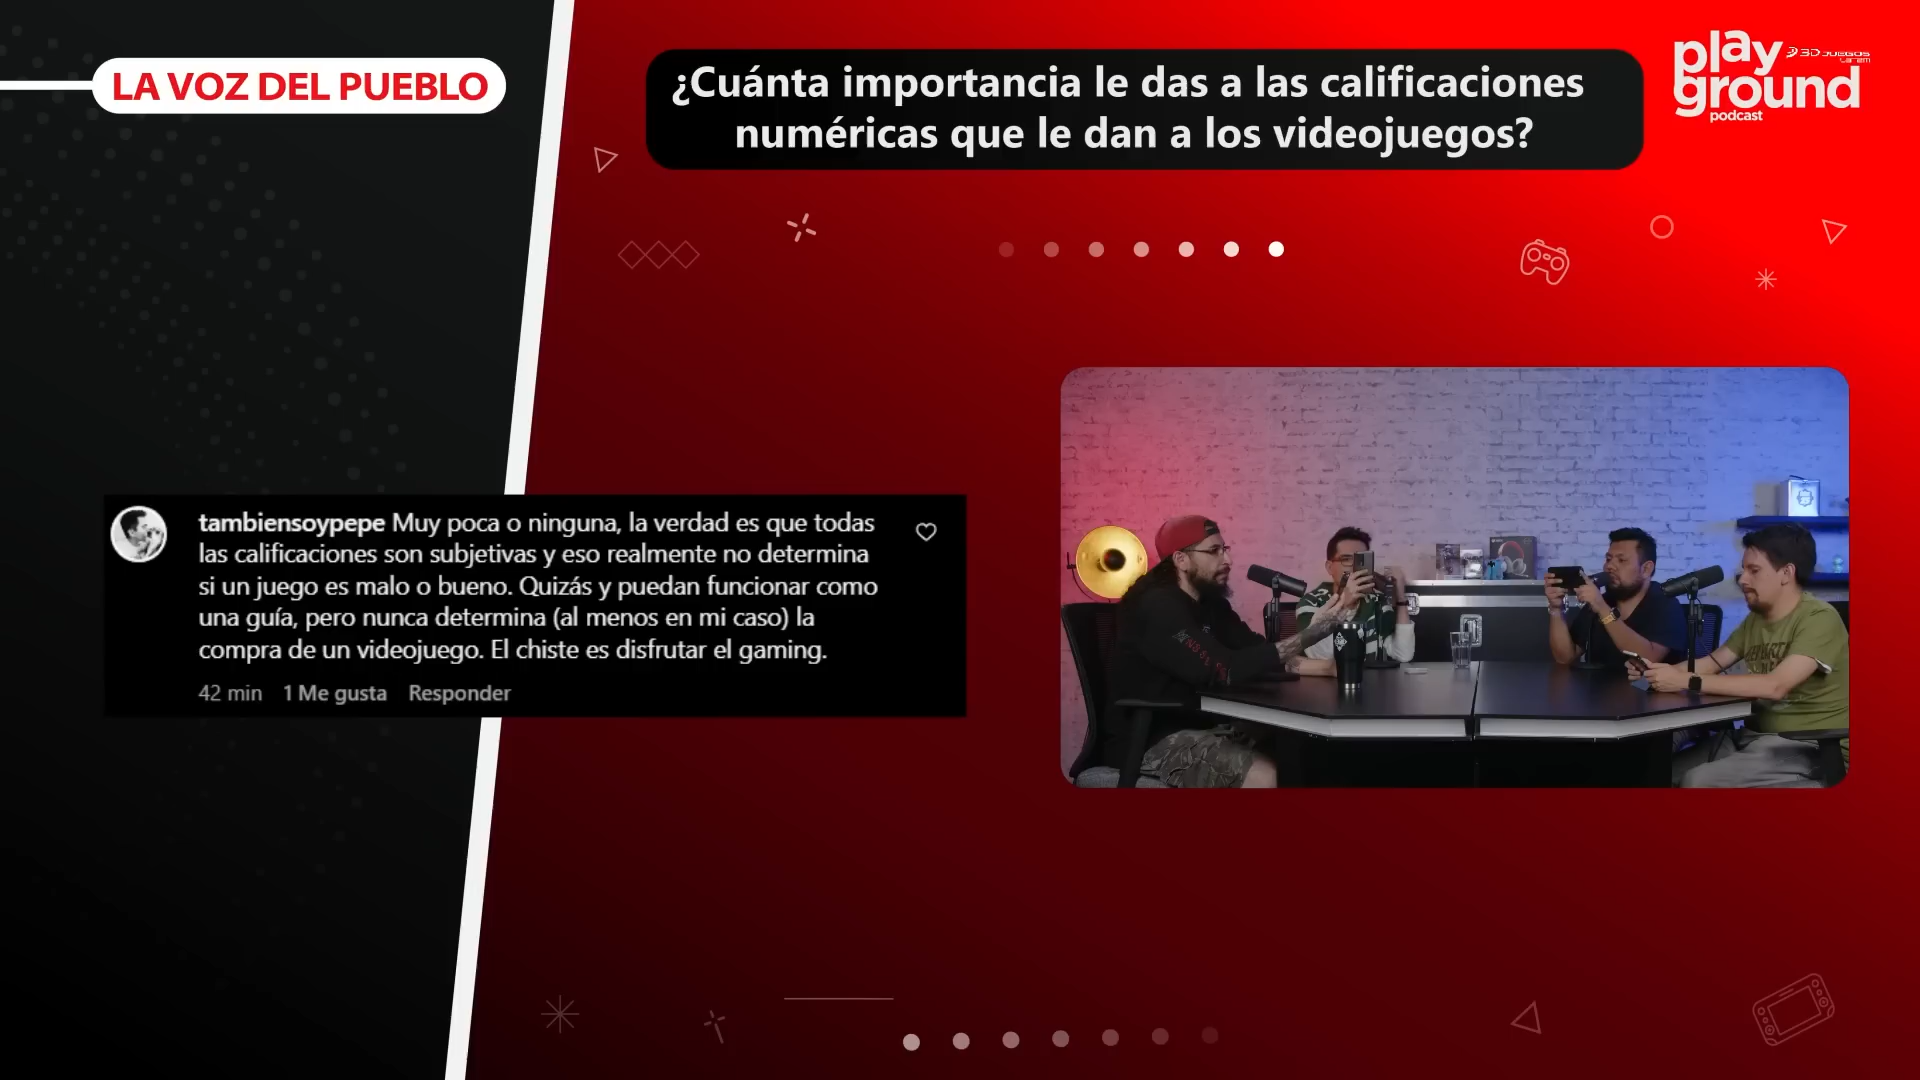 LA VOZ DEL PUEBLO
¿Cuánta importancia le das a las calificaciones
numéricas que le dan a los videojuegos?
play
3D JUEGOS
LATAM
ground
podcast
tambiensoypepe Muy poca o ninguna, la verdad es que todas
las calificaciones son subjetivas y eso realmente no determina
si un juego es malo o bueno. Quizás y puedan funcionar como
una guía, pero nunca determina (al menos en mi caso) la
compra de un videojuego. El chiste es disfrutar el gaming.
42 min 1 Me gusta Responder